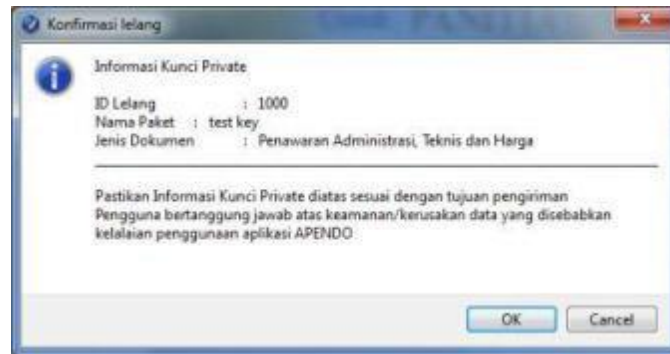 Konfirmasi lelang
Informasi Kunci Private
ID Lelang : 1000
Nama Paket : test key
Jenis Dokumen : Penawaran Administrasi, Teknis dan Harga
Pastikan Informasi Kunci Private diatas sesuai dengan tujuan pengiriman
Pengguna bertanggung jawab atas keamanan/kerusakan data yang disebabkan
kelalaian penggunaan aplikasi APENDO
OK Cancel